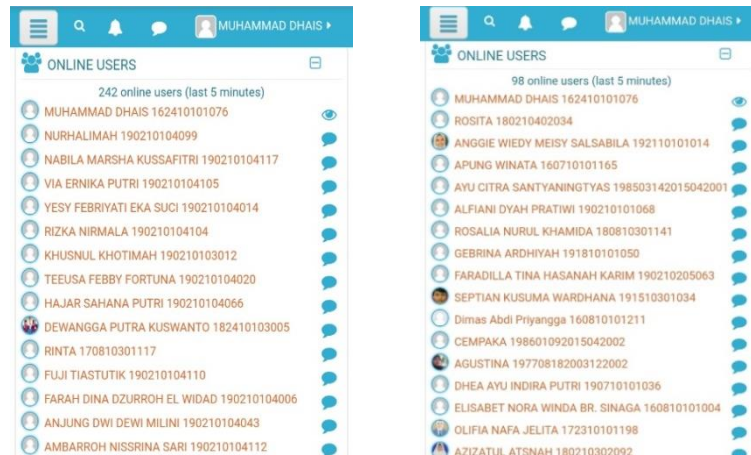 MUHAMMAD DHAIS
ONLINE USERS
242 online users (last 5 minutes)
MUHAMMAD DHAIS 162410101076
NURHALIMAH 190210104099
NABILA MARSHA KUSSAFITRI 190210104117
VIA ERNIKA PUTRI 190210104105
YESY FEBRIYATI EKA SUCI 190210104014
RIZKA NIRMALA 190210104104
KHUSNUL KHOTIMAH 190210103012
TEEUSA FEBBY FORTUNA 190210104020
HAJAR SAHANA PUTRI 190210104066
DEWANGGA PUTRA KUSWANTO 182410103005
RINTA 170810301117
FUJI TIASTUTIK 190210104110
FARAH DINA DZURROH EL WIDAD 190210104006
ANJUNG DWI DEWI MILINI 190210104043
AMBARROH NISSRINA SARI 190210104112
MUHAMMAD DHAIS
ONLINE USERS
98 online users (last 5 minutes)
MUHAMMAD DHAIS 162410101076
ROSITA 180210402034
ANGGIE WIEDY MEISY SALSABILA 192110101014
APUNG WINATA 160710101165
AYU CITRA SANTYANINGTYAS 198503142015042001
ALFIANI DYAH PRATIWI 190210101068
ROSALIA NURUL KHAMIDA 180810301141
GEBRINA ARDHIYAH 191810101050
FARADILLA TINA HASANAH KARIM 190210205063
SEPTIAN KUSUMA WARDHANA 191510301034
Dimas Abdi Priyangga 160810101211
CEMPAKA 198601092015042002
AGUSTINA 197708182003122002
DHEA AYU INDIRA PUTRI 190710101036
ELISABET NORA WINDA BR. SINAGA 160810101004
OLIFIA NAFA JELITA 172310101198
AZIZATUL ATSNAH 180210302092